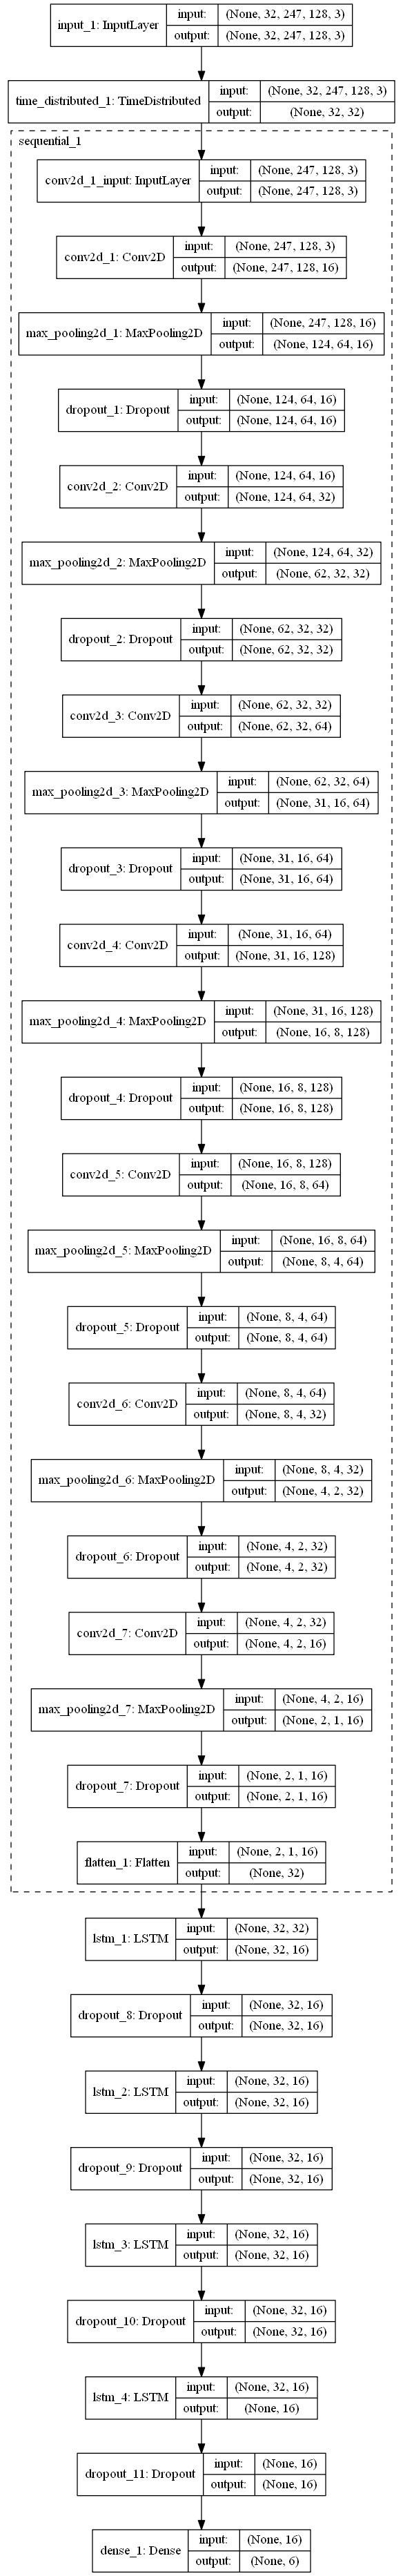 input_1: InputLayer
input: (None, 32, 247, 128, 3)
output: (None, 32, 247, 128, 3)
time_distributed_1: TimeDistributed
input: (None, 32, 247, 128, 3)
output: (None, 32, 32)
sequential_1
conv2d_1_input: InputLayer
input: (None, 247, 128, 3)
output: (None, 247, 128, 3)
conv2d_1: Conv2D
input: (None, 247, 128, 3)
output: (None, 247, 128, 16)
max_pooling2d_1: MaxPooling2D
input: (None, 247, 128, 16)
output: (None, 124, 64, 16)
dropout_1: Dropout
input: (None, 124, 64, 16)
output: (None, 124, 64, 16)
conv2d_2: Conv2D
input: (None, 124, 64, 16)
output: (None, 124, 64, 32)
max_pooling2d_2: MaxPooling2D
input: (None, 124, 64, 32)
output: (None, 62, 32, 32)
dropout_2: Dropout
input: (None, 62, 32, 32)
output: (None, 62, 32, 32)
conv2d_3: Conv2D
input: (None, 62, 32, 32)
output: (None, 62, 32, 64)
max_pooling2d_3: MaxPooling2D
input: (None, 62, 32, 64)
output: (None, 31, 16, 64)
dropout_3: Dropout
input: (None, 31, 16, 64)
output: (None, 31, 16, 64)
conv2d_4: Conv2D
input: (None, 31, 16, 64)
output: (None, 31, 16, 128)
max_pooling2d_4: MaxPooling2D
input: (None, 31, 16, 128)
output: (None, 16, 8, 128)
dropout_4: Dropout
input: (None, 16, 8, 128)
output: (None, 16, 8, 128)
conv2d_5: Conv2D
input: (None, 16, 8, 128)
output: (None, 16, 8, 64)
max_pooling2d_5: MaxPooling2D
input: (None, 16, 8, 64)
output: (None, 8, 4, 64)
dropout_5: Dropout
input: (None, 8, 4, 64)
output: (None, 8, 4, 64)
conv2d_6: Conv2D
input: (None, 8, 4, 64)
output: (None, 8, 4, 32)
max_pooling2d_6: MaxPooling2D
input: (None, 8, 4, 32)
output: (None, 4, 2, 32)
dropout_6: Dropout
input: (None, 4, 2, 32)
output: (None, 4, 2, 32)
conv2d_7: Conv2D
input: (None, 4, 2, 32)
output: (None, 4, 2, 16)
max_pooling2d_7: MaxPooling2D
input: (None, 4, 2, 16)
output: (None, 2, 1, 16)
dropout_7: Dropout
input: (None, 2, 1, 16)
output: (None, 2, 1, 16)
flatten_1: Flatten
input: (None, 2, 1, 16)
output: (None, 32)
lstm_1: LSTM
input: (None, 32, 32)
output: (None, 32, 16)
dropout_8: Dropout
input: (None, 32, 16)
output: (None, 32, 16)
lstm_2: LSTM
input: (None, 32, 16)
output: (None, 32, 16)
dropout_9: Dropout
input: (None, 32, 16)
output: (None, 32, 16)
lstm_3: LSTM
input: (None, 32, 16)
output: (None, 32, 16)
dropout_10: Dropout
input: (None, 32, 16)
output: (None, 32, 16)
lstm_4: LSTM
input: (None, 32, 16)
output: (None, 16)
dropout_11: Dropout
input: (None, 16)
output: (None, 16)
dense_1: Dense
input: (None, 16)
output: (None, 6)